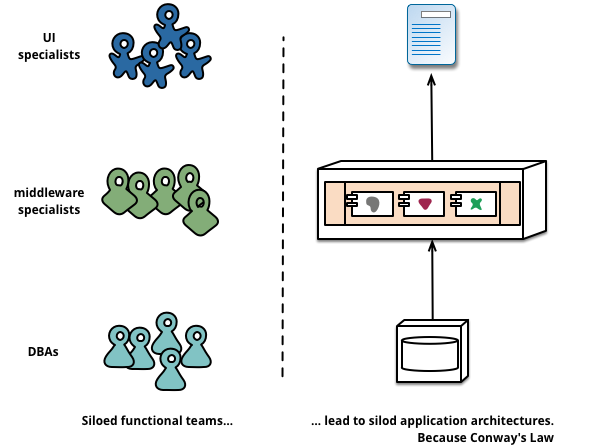 UI
specialists
middleware
specialists
DBAs
Siloed functional teams...
... lead to silod application architectures.
Because Conway's Law